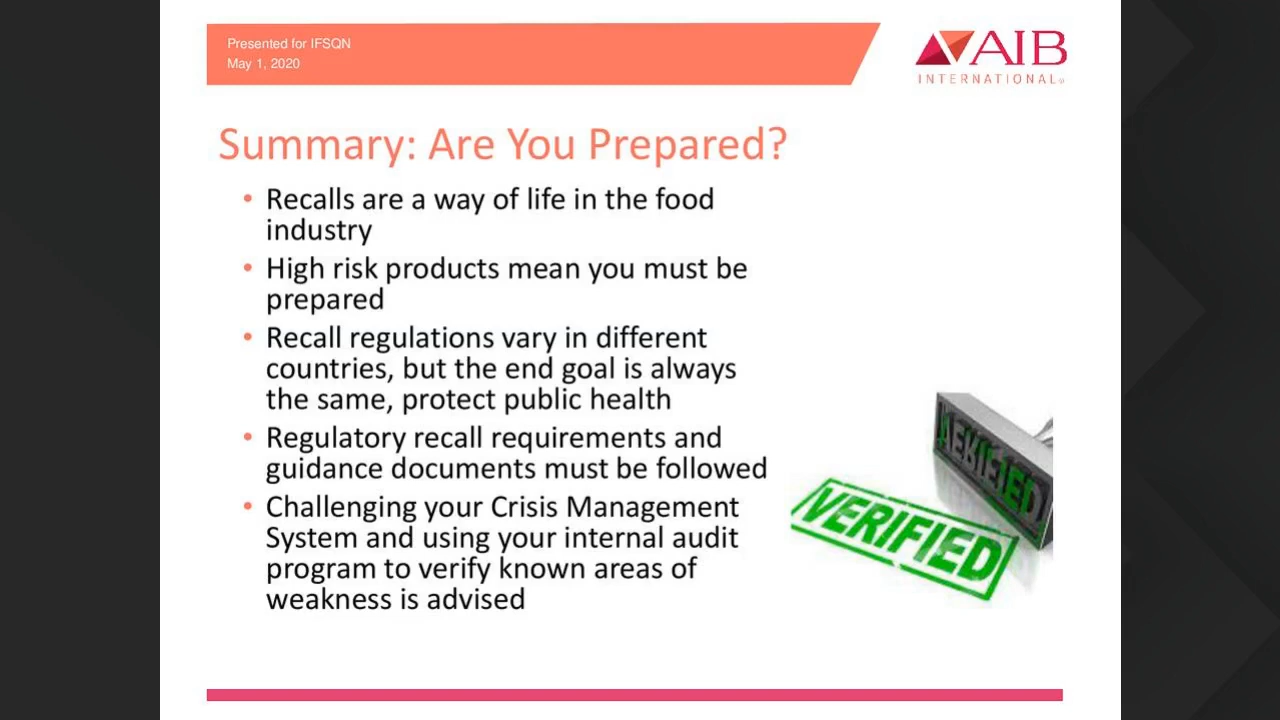 Presented for IFSQN
May 1, 2020
AIB
INTERNATIONAL
Summary: Are You Prepared?
• Recalls are a way of life in the food
industry
• High risk products mean you must be
prepared
• Recall regulations vary in different
countries, but the end goal is always
the same, protect public health
• Regulatory recall requirements and
guidance documents must be followed
• Challenging your Crisis Management
System and using your internal audit
program to verify known areas of
weakness is advised
VERIFIED
VERIFIED